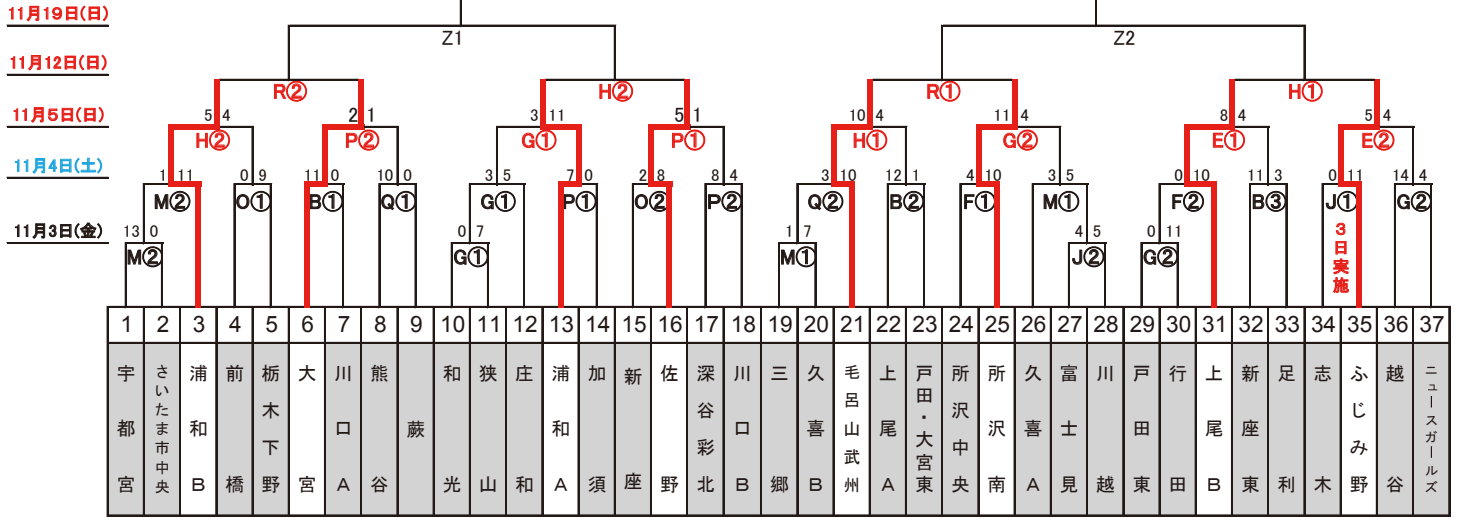 11月19日(日)
Z1 Z2
11月12日(日)
R② H② R① H①
11月5日(日)
5 4 2 1 3 11 5 1 10 4 11 4 8 4 5 4
H② P② G① P① H① G② E① E②
11月4日(土)
1 11 0 9 11 0 10 0 3 5 7 0 2 8 8 4 3 10 12 1 4 10 3 5 0 10 11 3 0 11 14 4
M② O① B① Q① G① P① O② P② Q② B② F① M① F② B③ J① G②
11月3日(金)
13 0 0 7 1 7 4 5 0 11
M② G① M① J② G②
3日実施
1 2 3 4 5 6 7 8 9 10 11 12 13 14 15 16 17 18 19 20 21 22 23 24 25 26 27 28 29 30 31 32 33 34 35 36 37
宇都宮
さいたま市中央
浦和B
前橋
栃木下野
大宮
川口A
熊谷
蕨
和光
狭山
庄和
浦和A
加須
新座
佐野
深谷彩北
川口B
三郷
久喜B
毛呂山武州
上尾A
戸田・大宮東
所沢中央
所沢南
久喜A
富士見
川越
戸田東
行田
上尾B
新座東
足利
志木
ふじみ野
越谷
ニュースガールズ